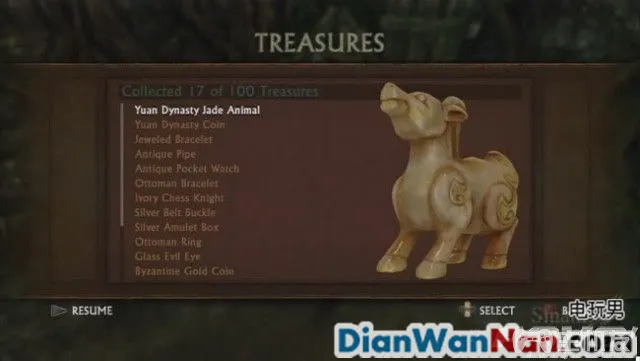 TREASURES
Collected 17 of 100 Treasures
Yuan Dynasty Jade Animal
Yuan Dynasty Coin
Jeweled Bracelet
Antique Pipe
Antique Pocket Watch
Ottoman Bracelet
Ivory Chess Knight
Silver Belt Buckle
Silver Amulet Box
Ottoman Ring
Glass Evil Eye
Byzantine Gold Coin
RESUME
SELECT
电玩男
DianWanNan.com